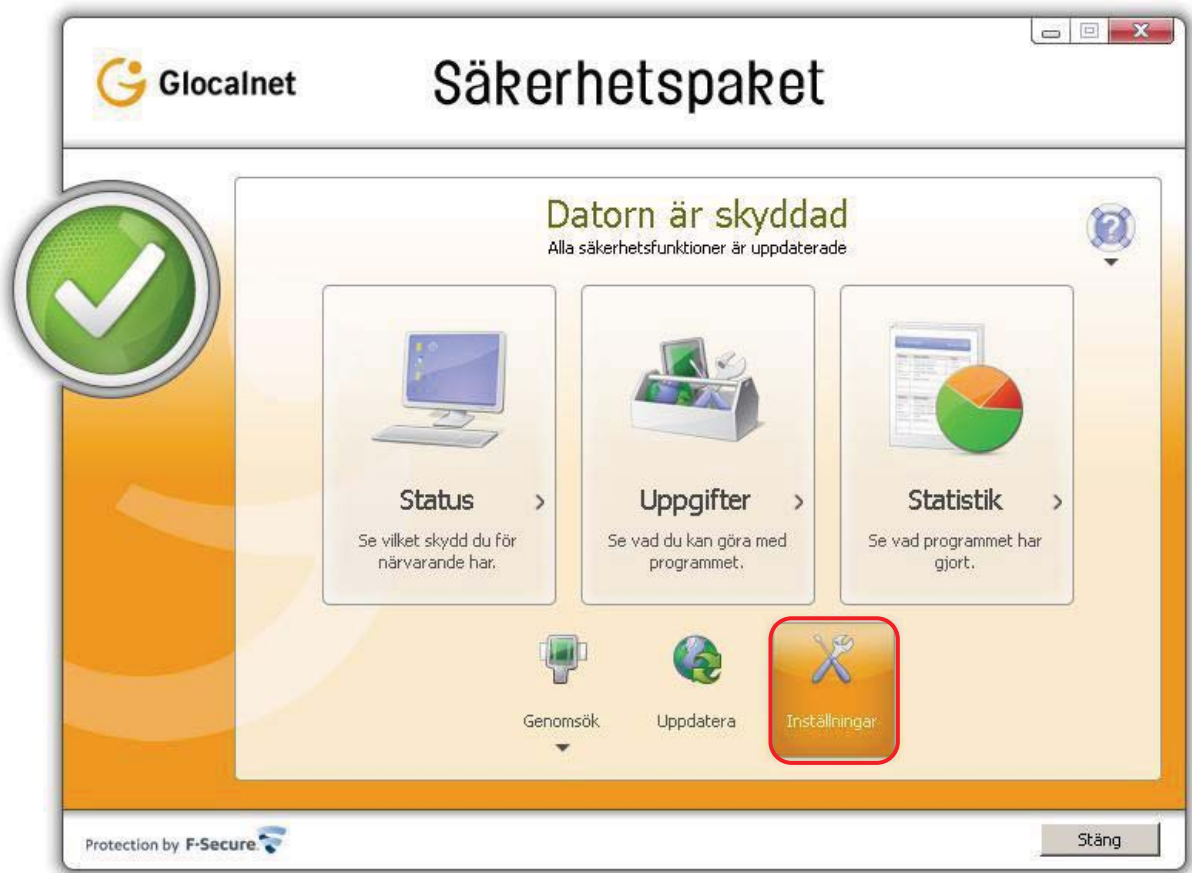 Glocalnet
Säkerhetspaket
Datorn är skyddad
Alla säkerhetsfunktioner är uppdaterade
Status
Se vilket skydd du för
närvarande har.
Uppgifter
Se vad du kan göra med
programmet.
Statistik
Se vad programmet har
gjort.
Genomsök
Uppdatera
Inställningar
Protection by F-Secure.
Stäng